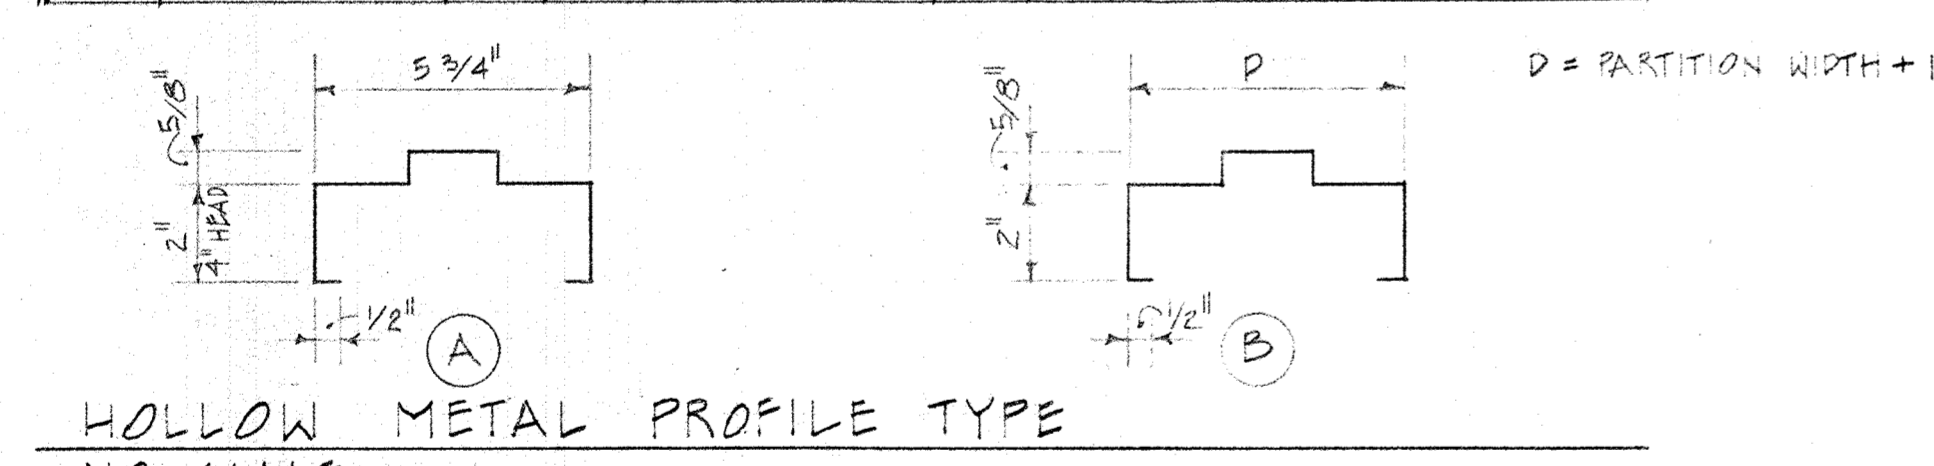 5 3/4"
D
D = PARTITION WIDTH + 1
5/8"
5/8"
2"
4" HEAD
2"
1/2"
1/2"
A
B
HOLLOW METAL PROFILE TYPE